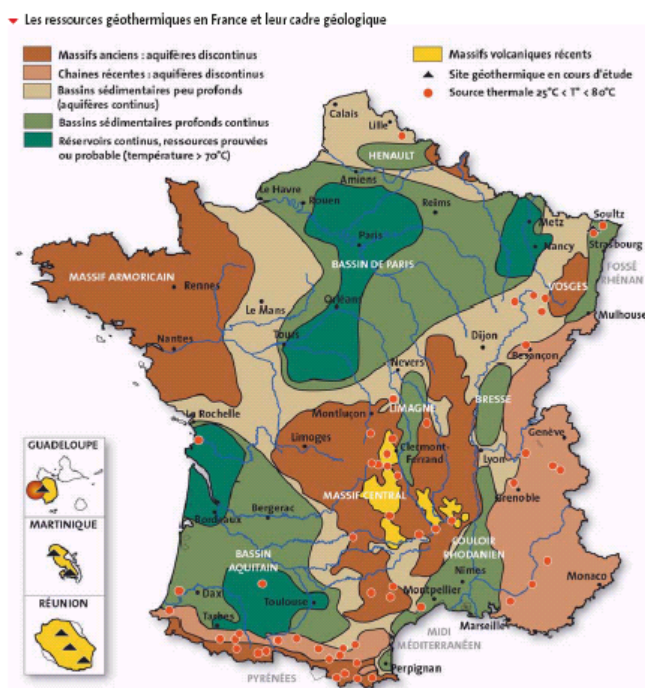 Les ressources géothermiques en France et leur cadre géologique
Massifs anciens : aquifères discontinus
Chaines récentes : aquifères discontinus
Bassins sédimentaires peu profonds
(aquifères continus)
Bassins sédimentaires profonds continus
Réservoirs continus, ressources prouvées
ou probable (température > 70°C)
Massifs volcaniques récents
Site géothermique en cours d'étude
Source thermale 25°C < T° < 80°C
Calais
Lille
HENAULT
Amiens
Le Havre
Rouen
Reims
Metz
Soultz
Paris
Nancy
Strasbourg
BASSIN DE PARIS
FOSSÉ
RHÉNAN
MASSIF ARMORICAIN
Rennes
VOSGES
Orléans
Le Mans
Mulhouse
Nantes
Tours
Dijon
Besançon
Nevers
La Rochelle
Montluçon
LIMAGNE
BRESSE
GUADELOUPE
Limoges
Genève
Clermont-
Ferrand
Lyon
MASSIF CENTRAL
Grenoble
MARTINIQUE
Bordeaux
Bergerac
COULOIR
RHODANIEN
BASSIN
AQUITAIN
RÉUNION
Nimes
Monaco
Dax
Toulouse
Montpellier
Tarbes
Marseille
MIDI
MÉDITERRANÉEN
Perpignan
PYRÉNÉES